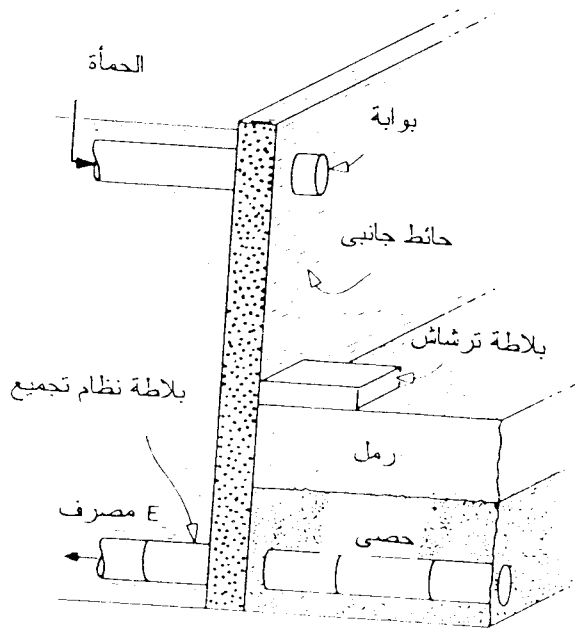 الحمأة
بوابة
حائط جانبى
بلاطة ترشاش
بلاطة نظام تجميع
رمل
E مصرف
حصى